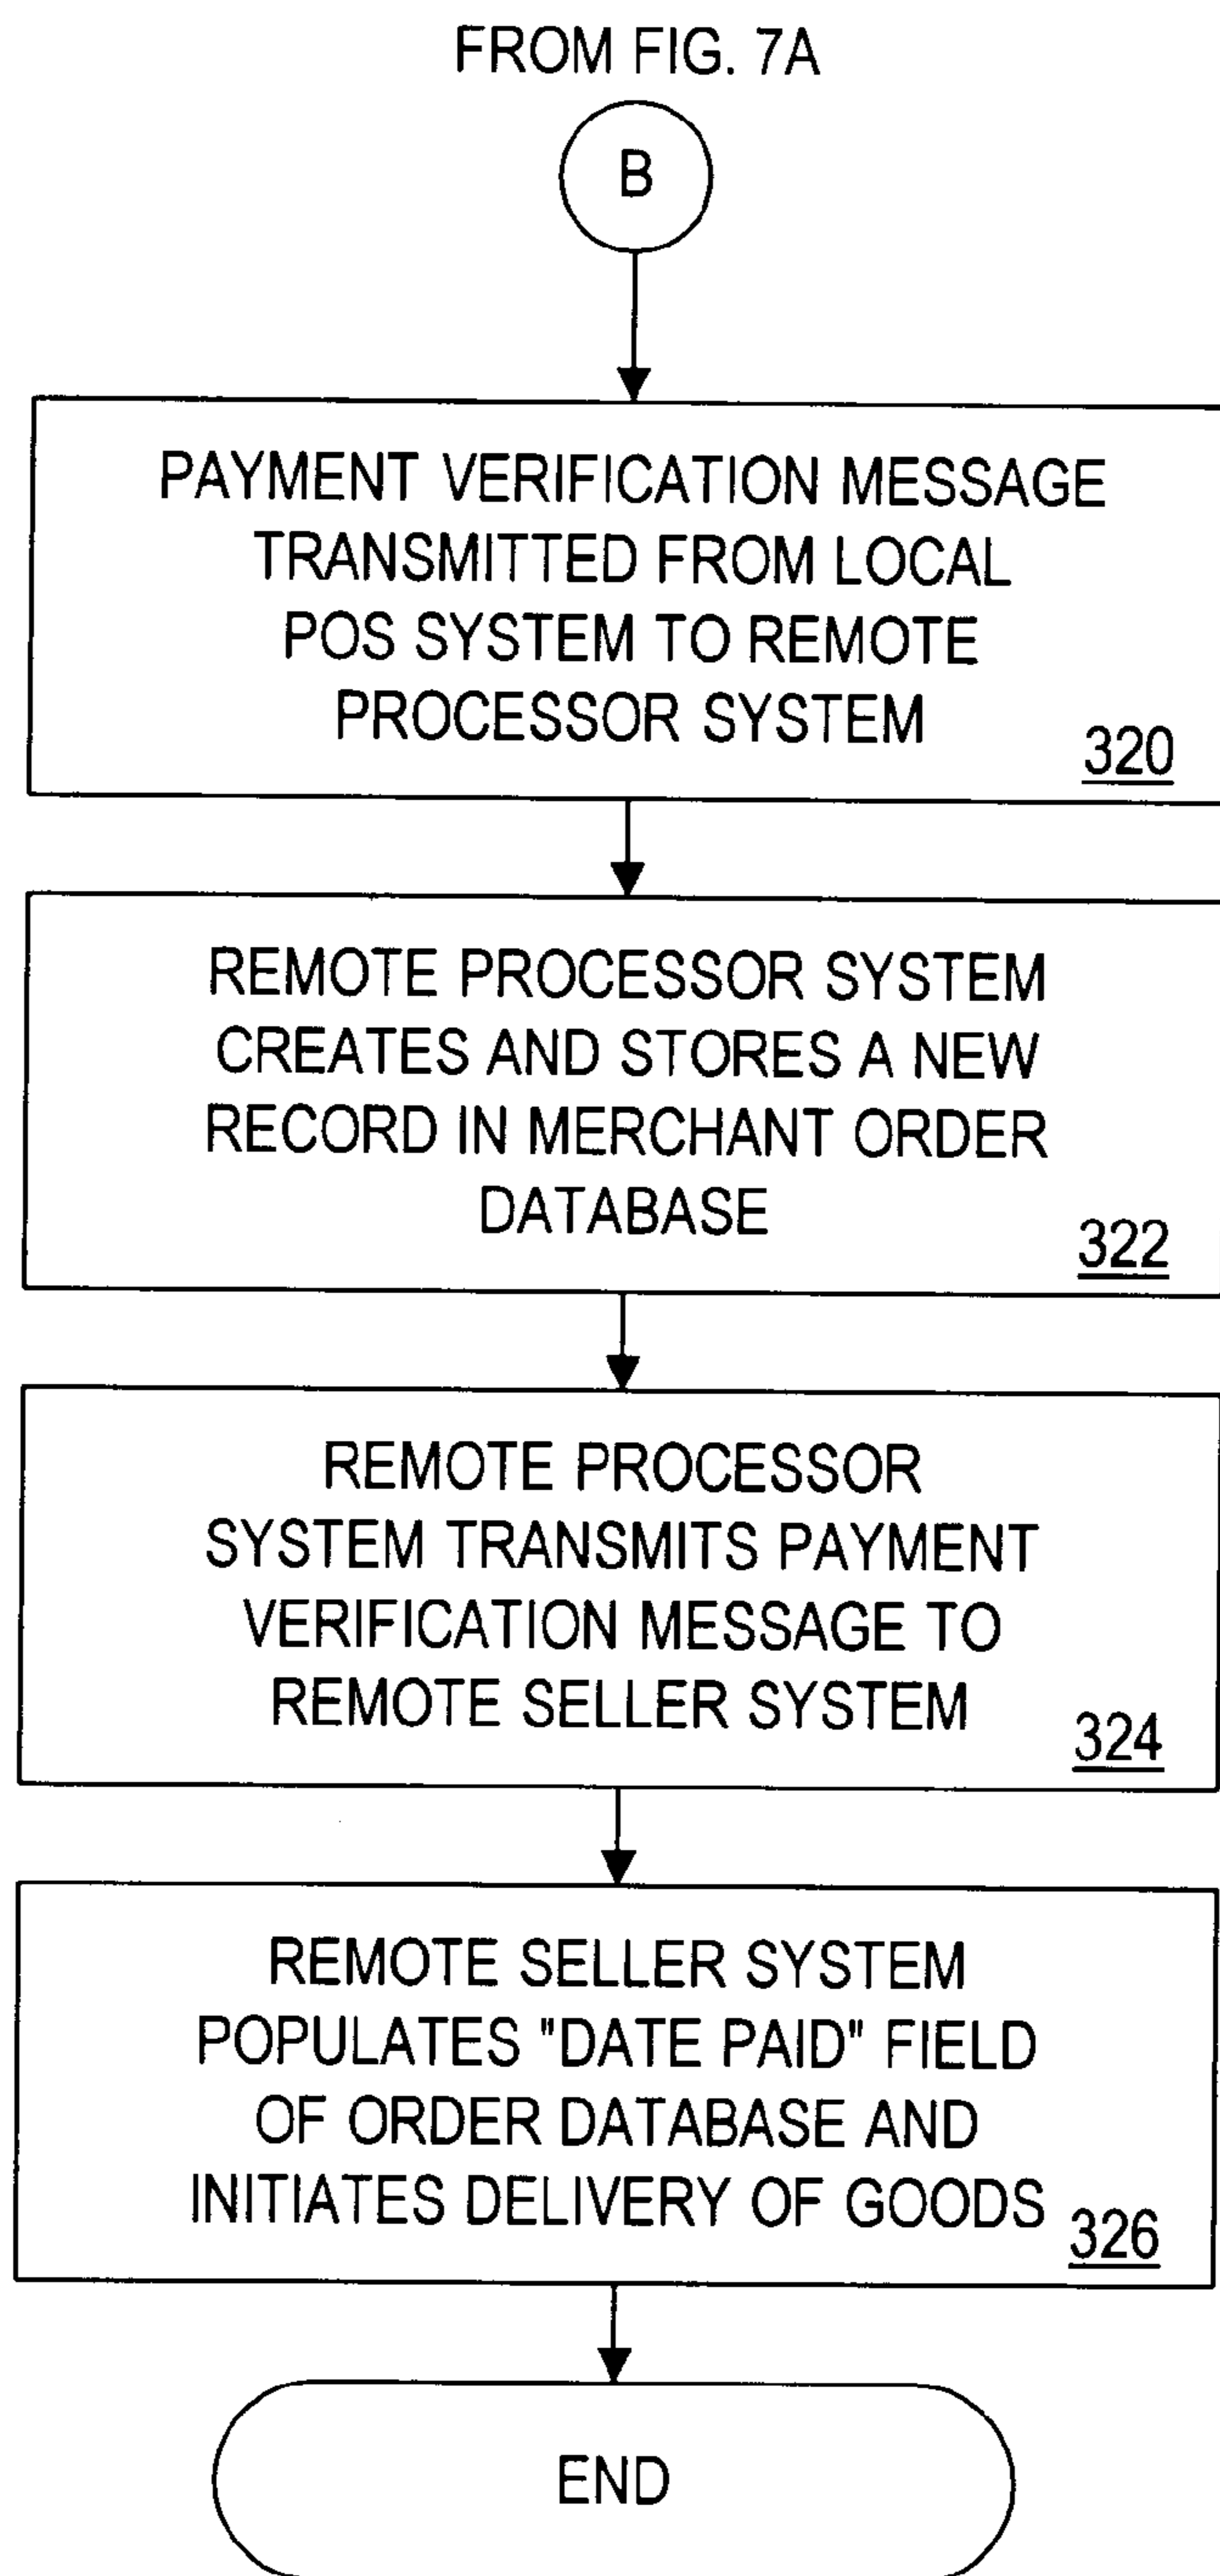 FROM FIG. 7A
B
PAYMENT VERIFICATION MESSAGE
TRANSMITTED FROM LOCAL
POS SYSTEM TO REMOTE
PROCESSOR SYSTEM
320
REMOTE PROCESSOR SYSTEM
CREATES AND STORES A NEW
RECORD IN MERCHANT ORDER
DATABASE
322
REMOTE PROCESSOR
SYSTEM TRANSMITS PAYMENT
VERIFICATION MESSAGE TO
REMOTE SELLER SYSTEM
324
REMOTE SELLER SYSTEM
POPULATES "DATE PAID" FIELD
OF ORDER DATABASE AND
INITIATES DELIVERY OF GOODS
326
END